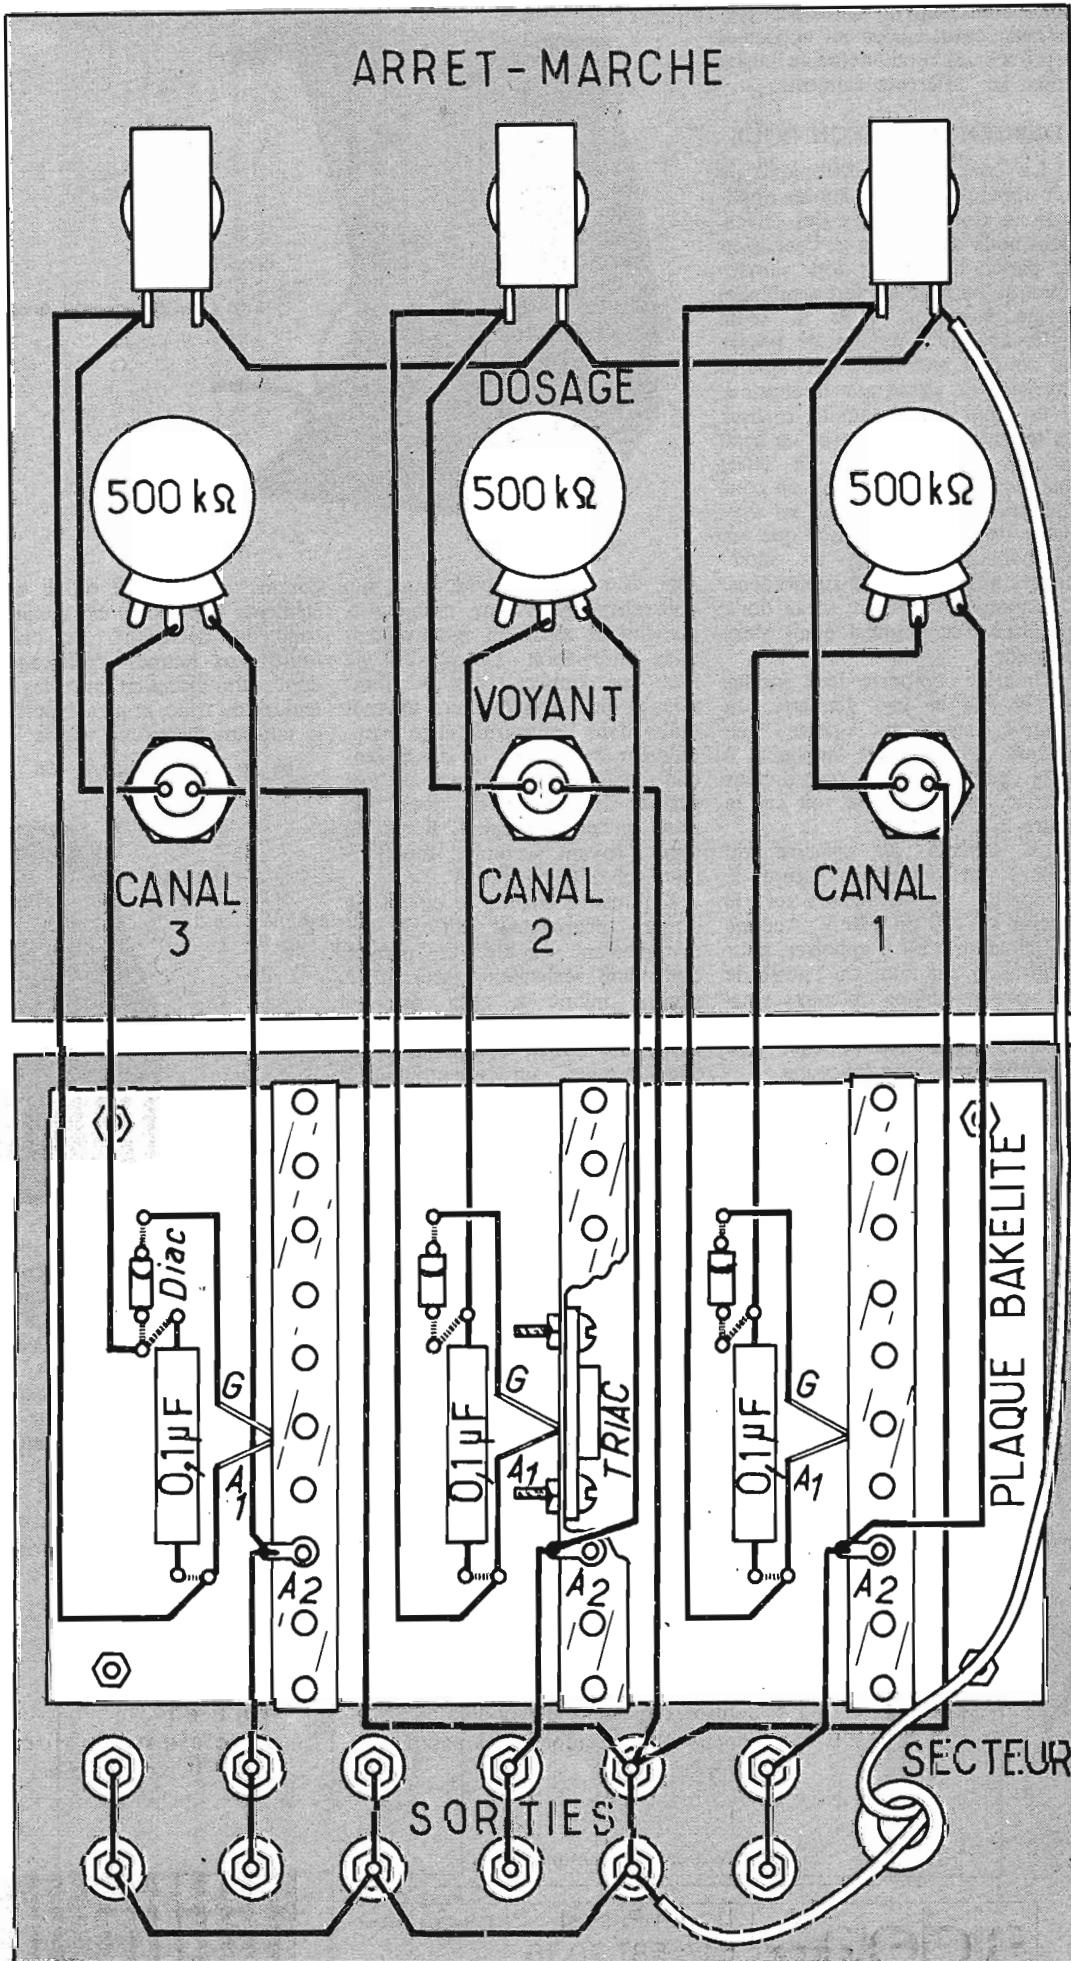 ARRET-MARCHE
DOSAGE
500 kΩ
500 kΩ
500 kΩ
VOYANT
CANAL
3
CANAL
2
CANAL
1
PLAQUE BAKELITE
Diac
G
0,1µF
A1
A2
G
0,1µF
A1
TRIAC
A2
G
0,1µF
A1
A2
SECTEUR
SORTIES